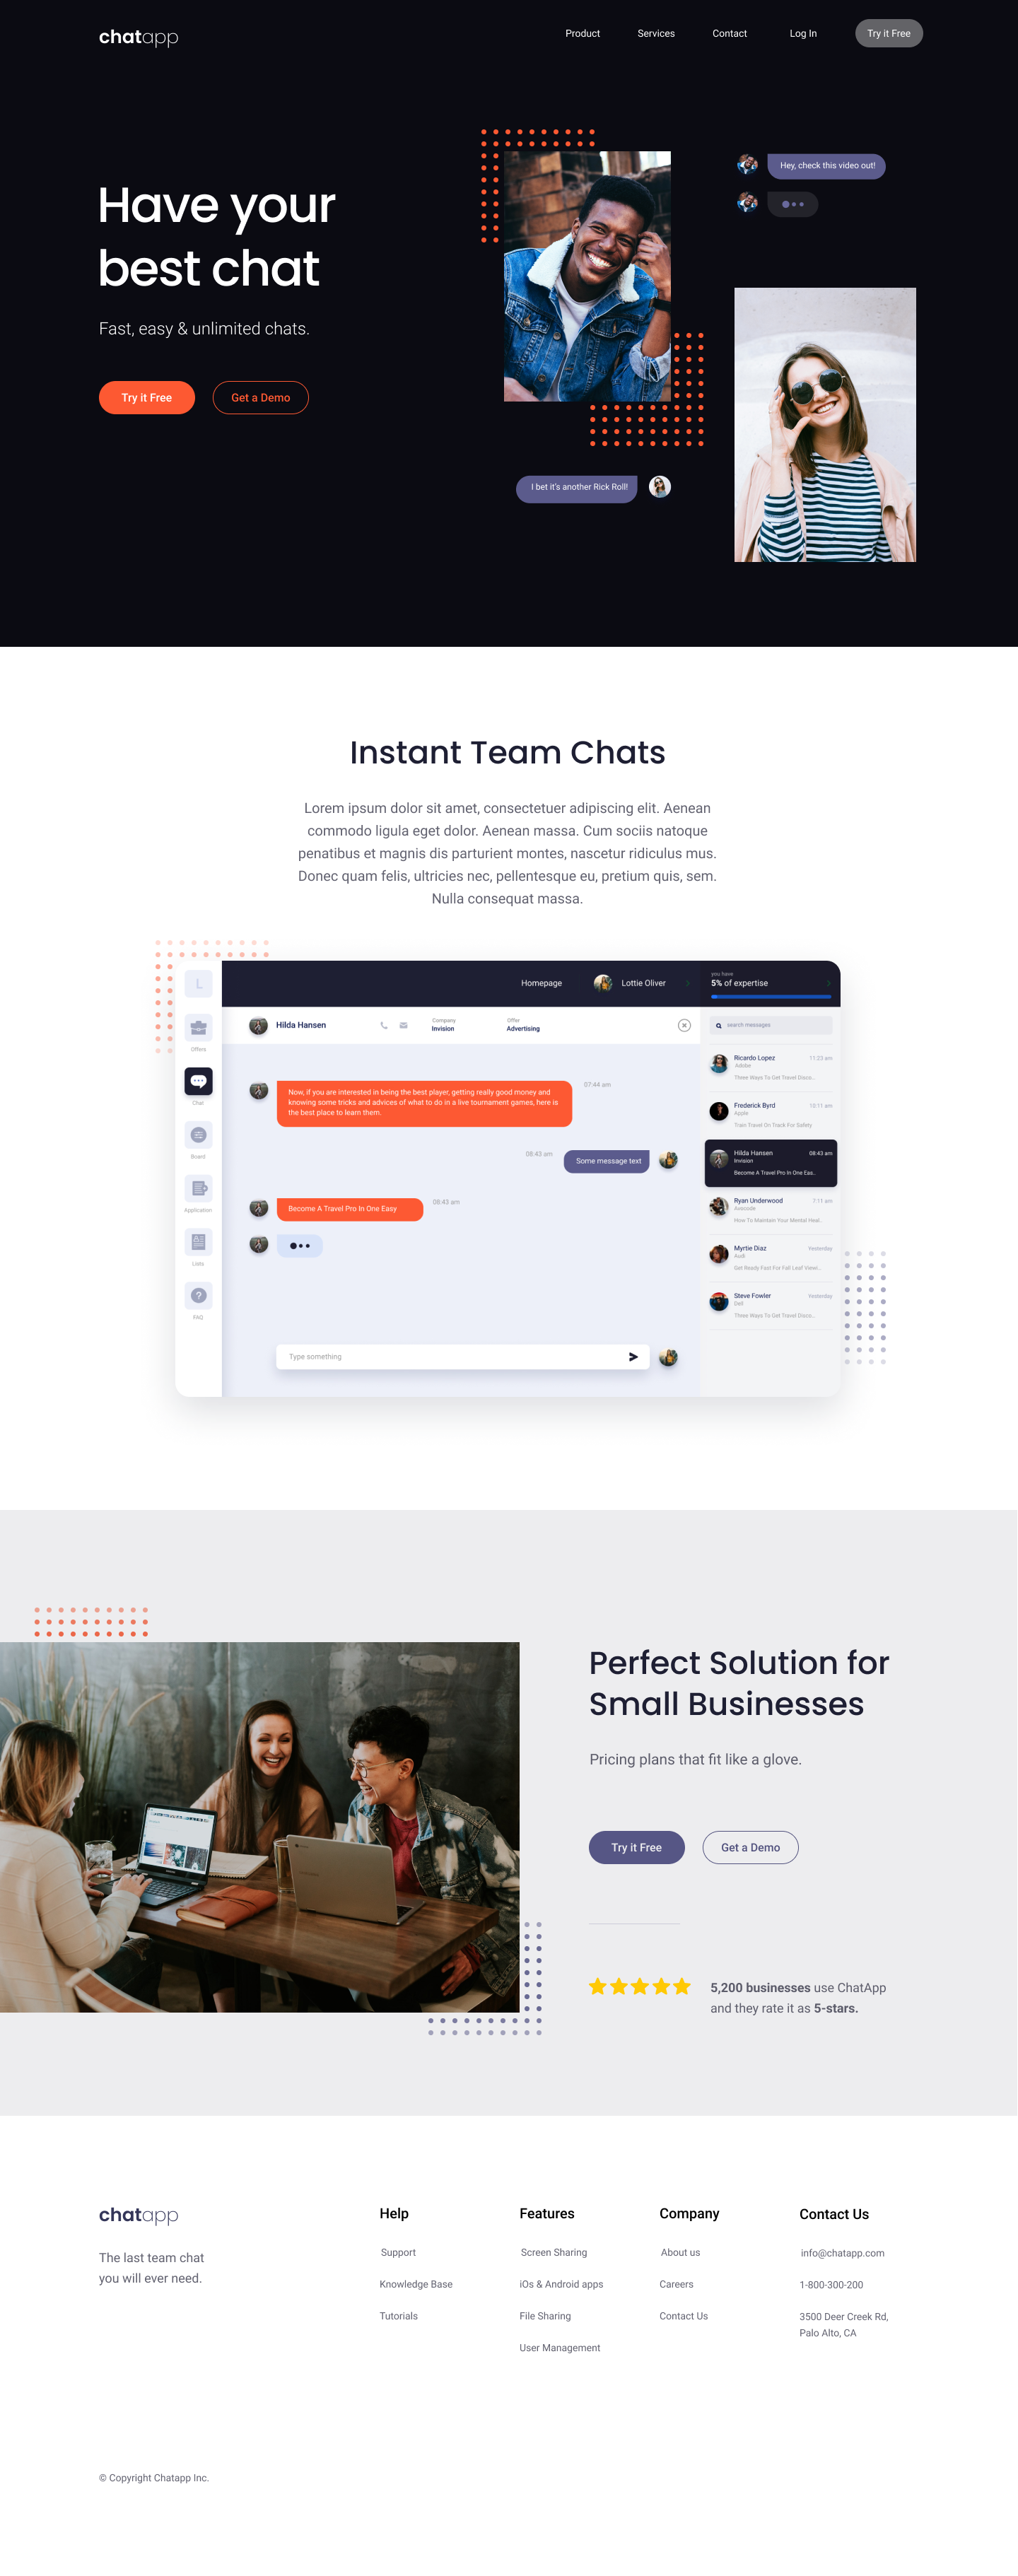 chatapp
Product
Services
Contact
Log In
Try it Free
Have your
best chat
Fast, easy & unlimited chats.
Try it Free
Get a Demo
Hey, check this video out!
I bet it's another Rick Roll!
Instant Team Chats
Lorem ipsum dolor sit amet, consectetuer adipiscing elit. Aenean
commodo ligula eget dolor. Aenean massa. Cum sociis natoque
penatibus et magnis dis parturient montes, nascetur ridiculus mus.
Donec quam felis, ultricies nec, pellentesque eu, pretium quis, sem.
Nulla consequat massa.
L
Offers
Chat
Board
Application
Lists
FAQ
Homepage
Lottie Oliver
you have
5% of expertise
Hilda Hansen
Company
Invision
Offer
Advertising
search messages
Now, if you are interested in being the best player, getting really good money and
knowing some tricks and advices of what to do in a live tournament games, here is
the best place to learn them.
07:44 am
08:43 am
Some message text
Become A Travel Pro In One Easy
08:43 am
Type something
Ricardo Lopez
11:23 am
Adobe
Three Ways To Get Travel Disco...
Frederick Byrd
10:11 am
Apple
Train Travel On Track For Safety
Hilda Hansen
08:43 am
Invision
Become A Travel Pro In One Eas..
Ryan Underwood
7:11 am
Avocode
How To Maintain Your Mental Heal...
Myrtie Diaz
Yesterday
Audi
Get Ready Fast For Fall Leaf Viewi...
Steve Fowler
Yesterday
Dell
Three Ways To Get Travel Disco...
Perfect Solution for
Small Businesses
Pricing plans that fit like a glove.
Try it Free
Get a Demo
5,200 businesses use ChatApp
and they rate it as 5-stars.
chatapp
The last team chat
you will ever need.
Help
Support
Knowledge Base
Tutorials
Features
Screen Sharing
iOs & Android apps
File Sharing
User Management
Company
About us
Careers
Contact Us
Contact Us
info@chatapp.com
1-800-300-200
3500 Deer Creek Rd,
Palo Alto, CA
© Copyright Chatapp Inc.